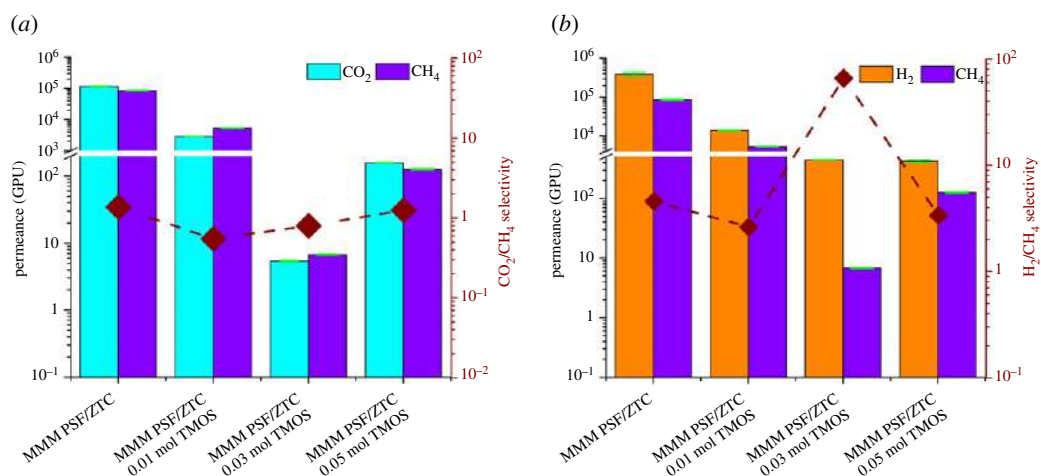 (a)
CO2 CH4
permeance (GPU)
10^6
10^5
10^4
10^3
10^2
10
1
10^-1
10^2
10
1
10^-1
10^-2
CO2/CH4 selectivity
MMM PSF/ZTC
MMM PSF/ZTC
0.01 mol TMOS
MMM PSF/ZTC
0.03 mol TMOS
MMM PSF/ZTC
0.05 mol TMOS
(b)
H2 CH4
permeance (GPU)
10^6
10^5
10^4
10^2
10
1
10^-1
10^2
10
1
10^-1
H2/CH4 selectivity
MMM PSF/ZTC
MMM PSF/ZTC
0.01 mol TMOS
MMM PSF/ZTC
0.03 mol TMOS
MMM PSF/ZTC
0.05 mol TMOS